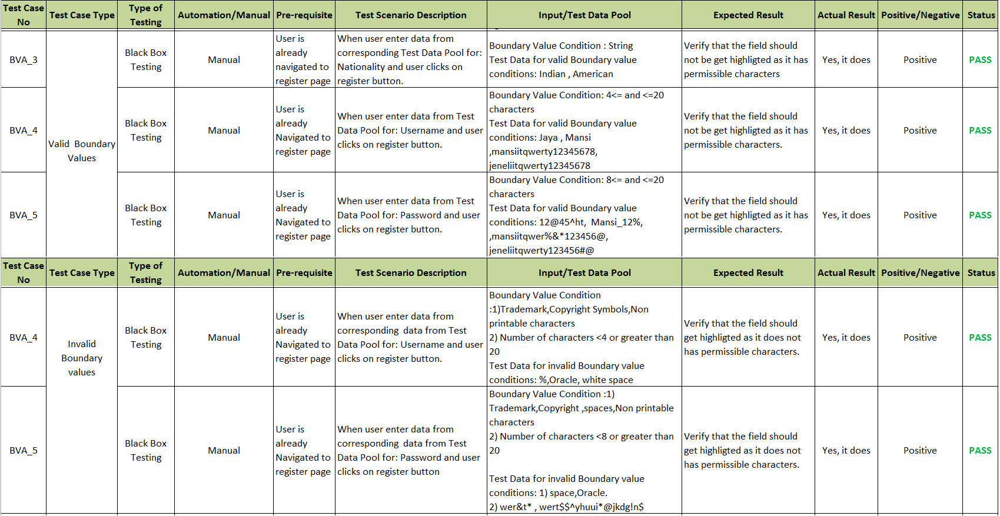 Test Case
No
Test Case Type
Type of
Testing
Automation/Manual
Pre-requisite
Test Scenario Description
Input/Test Data Pool
Expected Result
Actual Result
Positive/Negative
Status
BVA_3
Valid  Boundary
Values
Black Box
Testing
Manual
User is
already
navigated to
register page
When user enter data from
corresponding Test Data Pool for:
Nationality and user clicks on
register button.
Boundary Value Condition : String
Test Data for valid Boundary value
conditions: Indian , American
Verify that the field should
not be get highligted as it has
permissible characters
Yes, it does
Positive
PASS
BVA_4
Black Box
Testing
Manual
User is
already
Navigated to
register page
When user enter data from Test
Data Pool for: Username and user
clicks on register button.
Boundary Value Condition: 4<= and <=20
characters
Test Data for valid Boundary value
conditions: Jaya , Mansi
,mansiitqwerty12345678,
jeneliitqwerty12345678
Verify that the field should
not be get highligted as it has
permissible characters.
Yes, it does
Positive
PASS
BVA_5
Black Box
Testing
Manual
User is
already
Navigated to
register page
When user enter data from Test
Data Pool for: Password and user
clicks on register button.
Boundary Value Condition: 8<= and <=20
characters
Test Data for valid Boundary value
conditions: 12@45^ht,  Mansi_12%,
,mansiitqwer%&*123456@,
jeneliitqwerty123456#@
Verify that the field should
not be get highligted as it has
permissible characters.
Yes, it does
Positive
PASS
Test Case
No
Test Case Type
Type of
Testing
Automation/Manual
Pre-requisite
Test Scenario Description
Input/Test Data Pool
Expected Result
Actual Result
Positive/Negative
Status
BVA_4
Invalid
Boundary
values
Black Box
Testing
Manual
User is
already
Navigated to
register page
When user enter data from
corresponding  data from Test
Data Pool for: Username and user
clicks on register button.
Boundary Value Condition
:1)Trademark,Copyright Symbols,Non
printable characters
2) Number of characters <4 or greater than
20
Test Data for invalid Boundary value
conditions: %,Oracle, white space
Verify that the field should
get highligted as it does not
has permissible characters.
Yes, it does
Positive
PASS
BVA_5
Black Box
Testing
Manual
User is
already
Navigated to
register page
When user enter data from
corresponding  data from Test
Data Pool for: Password and user
clicks on register button
Boundary Value Condition :1)
Trademark,Copyright ,spaces,Non printable
characters
2) Number of characters <8 or greater than
20
Test Data for invalid Boundary value
conditions: 1) space,Oracle.
2) wer&t* , wert$$^yhuui*@jkdg!n$
Verify that the field should
get highligted as it does not
has permissible characters.
Yes, it does
Positive
PASS